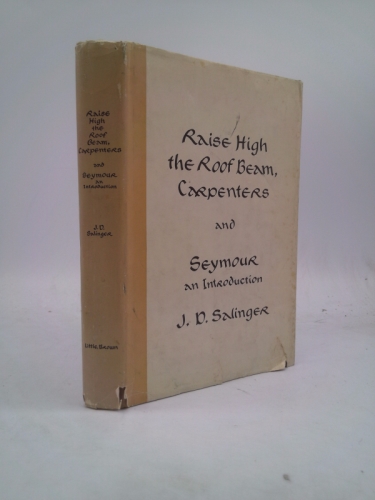 Raise
High
the
Roof
Beam,
Carpenters
and
Seymour
an
Introduction
J. D.
Salinger
Little Brown
Raise High
the Roof Beam,
Carpenters
and
Seymour
an Introduction
J. D. Salinger